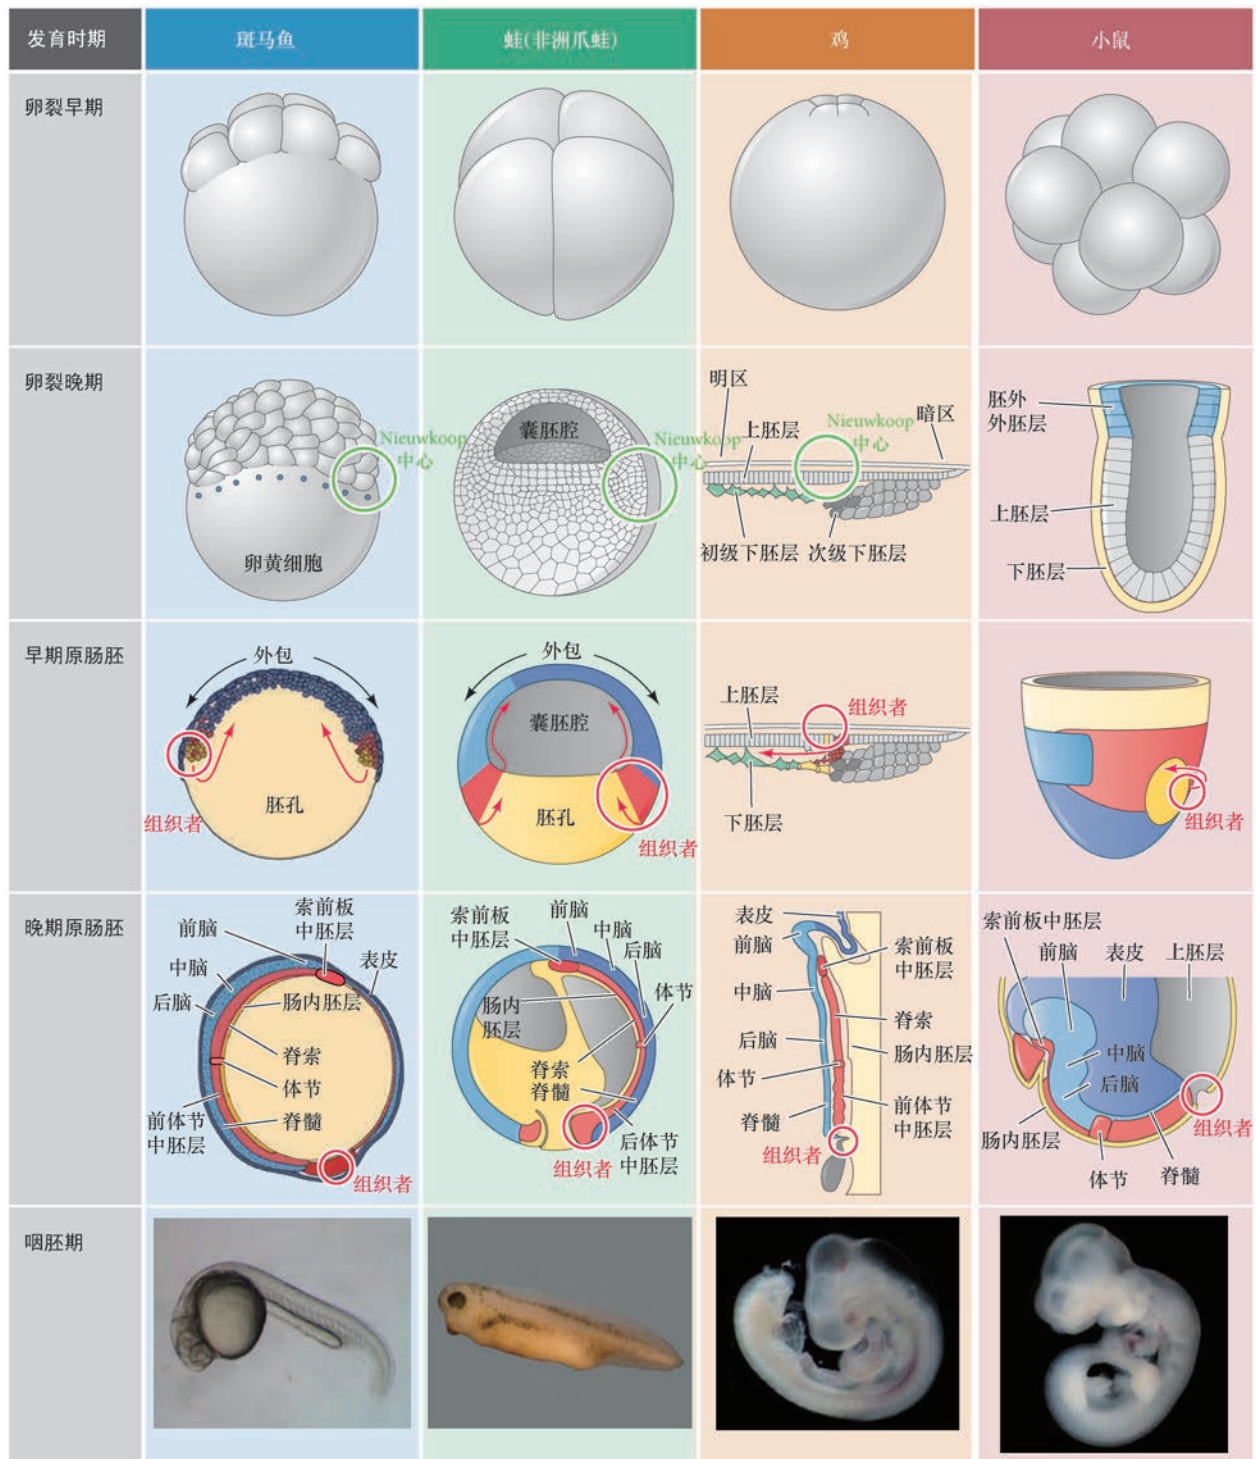 发育时期
斑马鱼
蛙(非洲爪蛙)
鸡
小鼠
卵裂早期
卵裂晚期
Nieuwkoop
中心
卵黄细胞
囊胚腔
Nieuwkoop
中心
明区
上胚层
Nieuwkoop
中心
暗区
初级下胚层
次级下胚层
胚外
外胚层
上胚层
下胚层
早期原肠胚
外包
胚孔
组织者
外包
囊胚腔
胚孔
组织者
上胚层
组织者
下胚层
组织者
晚期原肠胚
索前板
中胚层
前脑
中脑
表皮
后脑
肠内胚层
脊索
体节
前体节
中胚层
脊髓
组织者
索前板
中胚层
前脑
中脑
后脑
肠内
胚层
体节
脊索
脊髓
后体节
中胚层
组织者
表皮
前脑
索前板
中胚层
中脑
脊索
后脑
肠内胚层
体节
前体节
中胚层
脊髓
组织者
索前板中胚层
前脑
表皮
上胚层
中脑
后脑
肠内胚层
组织者
体节
脊髓
咽胚期